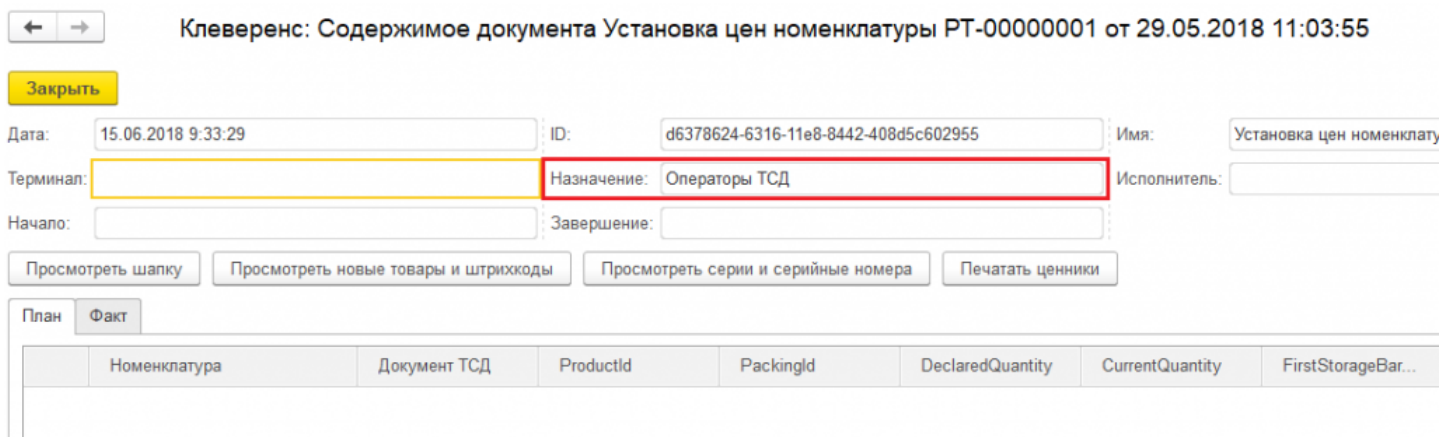 Клеверенс: Содержимое документа Установка цен номенклатуры РТ-00000001 от 29.05.2018 11:03:55
Закрыть
Дата: 15.06.2018 9:33:29 ID: d6378624-6316-11e8-8442-408d5c602955 Имя: Установка цен номенклату
Терминал: Назначение: Операторы ТСД Исполнитель:
Начало: Завершение:
Просмотреть шапку Просмотреть новые товары и штрихкоды Просмотреть серии и серийные номера Печатать ценники
План Факт
Номенклатура Документ ТСД ProductId PackingId DeclaredQuantity CurrentQuantity FirstStorageBar...